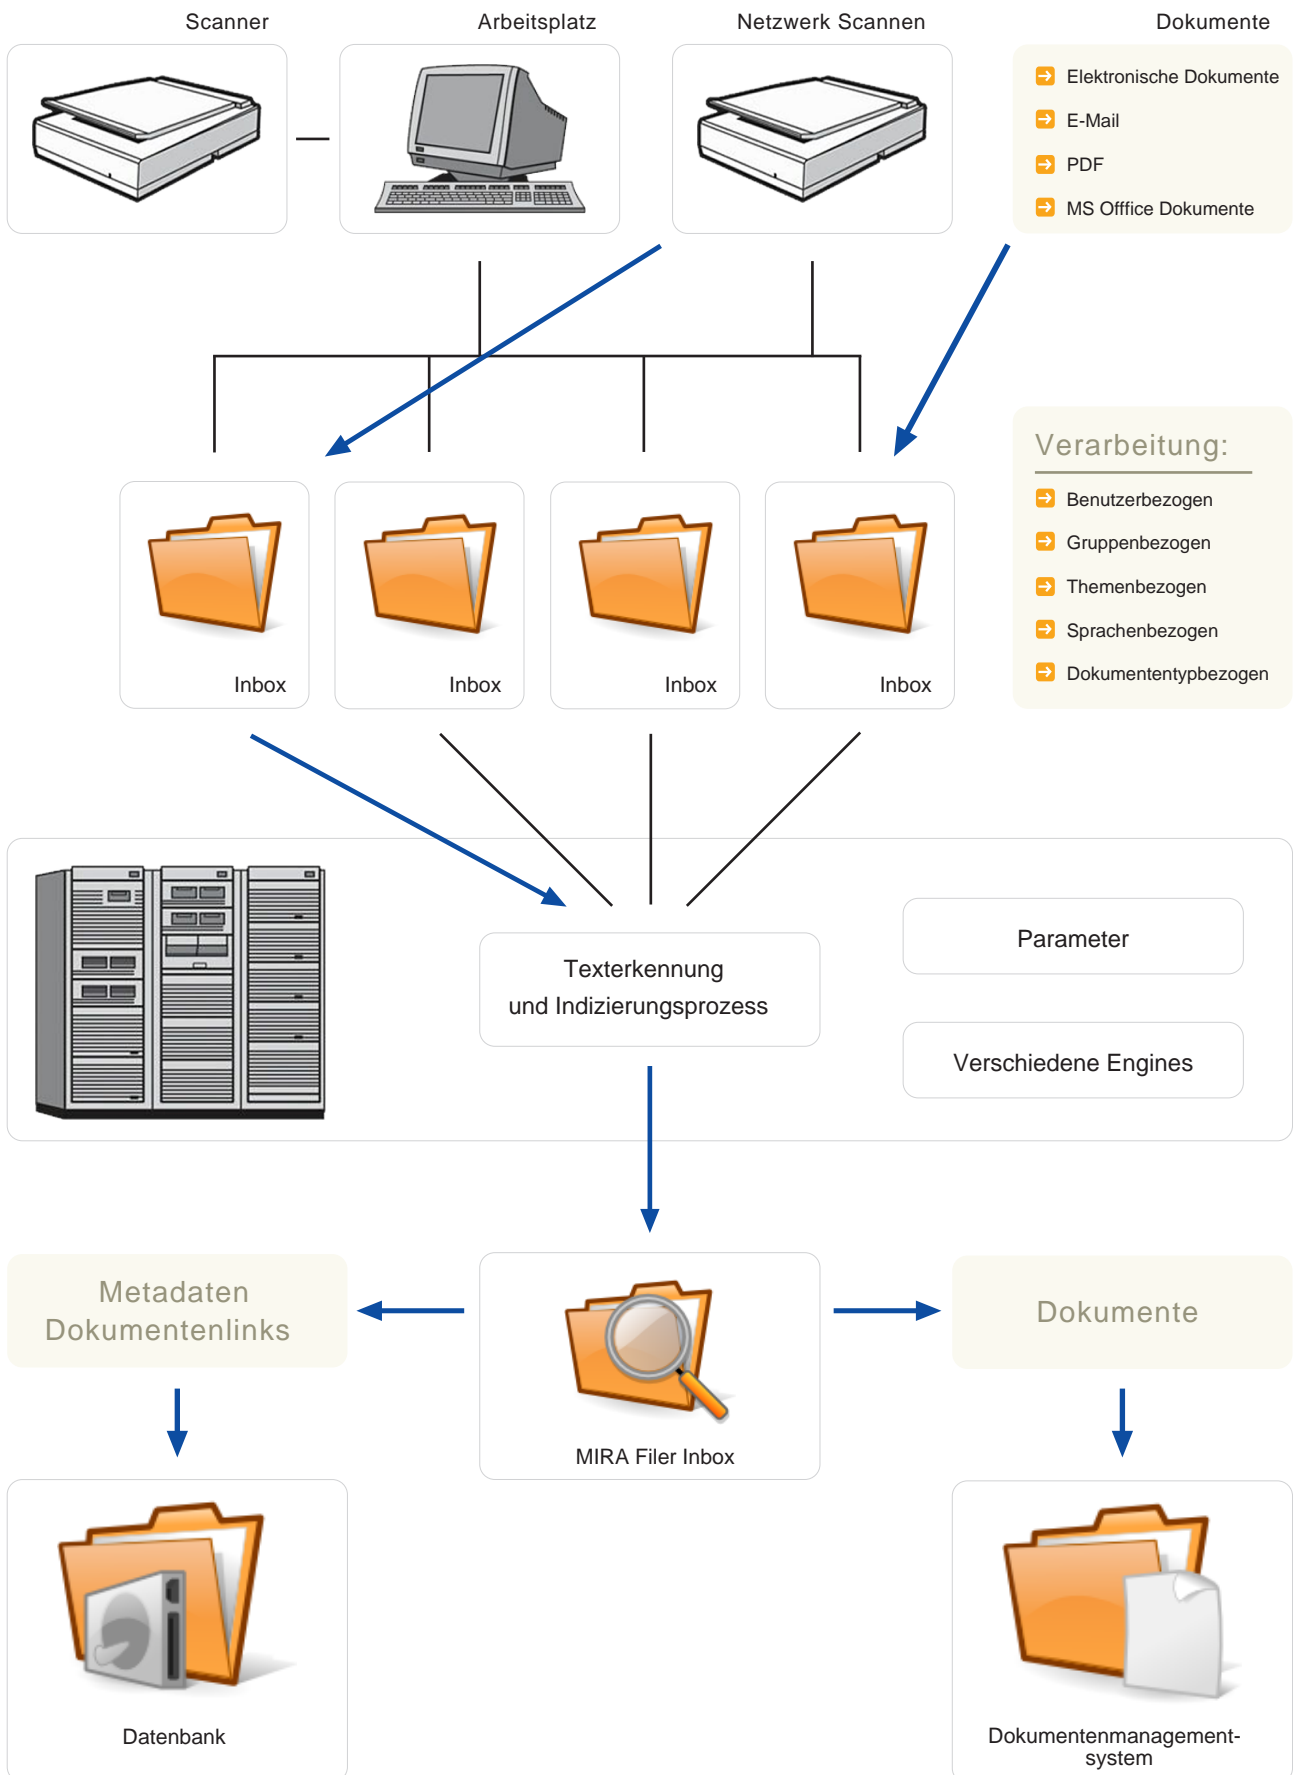 Scanner
Arbeitsplatz
Netzwerk Scannen
Dokumente
Elektronische Dokumente
E-Mail
PDF
MS Offfice Dokumente
Verarbeitung:
Benutzerbezogen
Gruppenbezogen
Themenbezogen
Sprachenbezogen
Dokumententypbezogen
Inbox
Inbox
Inbox
Inbox
Texterkennung
und Indizierungsprozess
Parameter
Verschiedene Engines
Metadaten
Dokumentenlinks
MIRA Filer Inbox
Dokumente
Datenbank
Dokumentenmanagement-
system